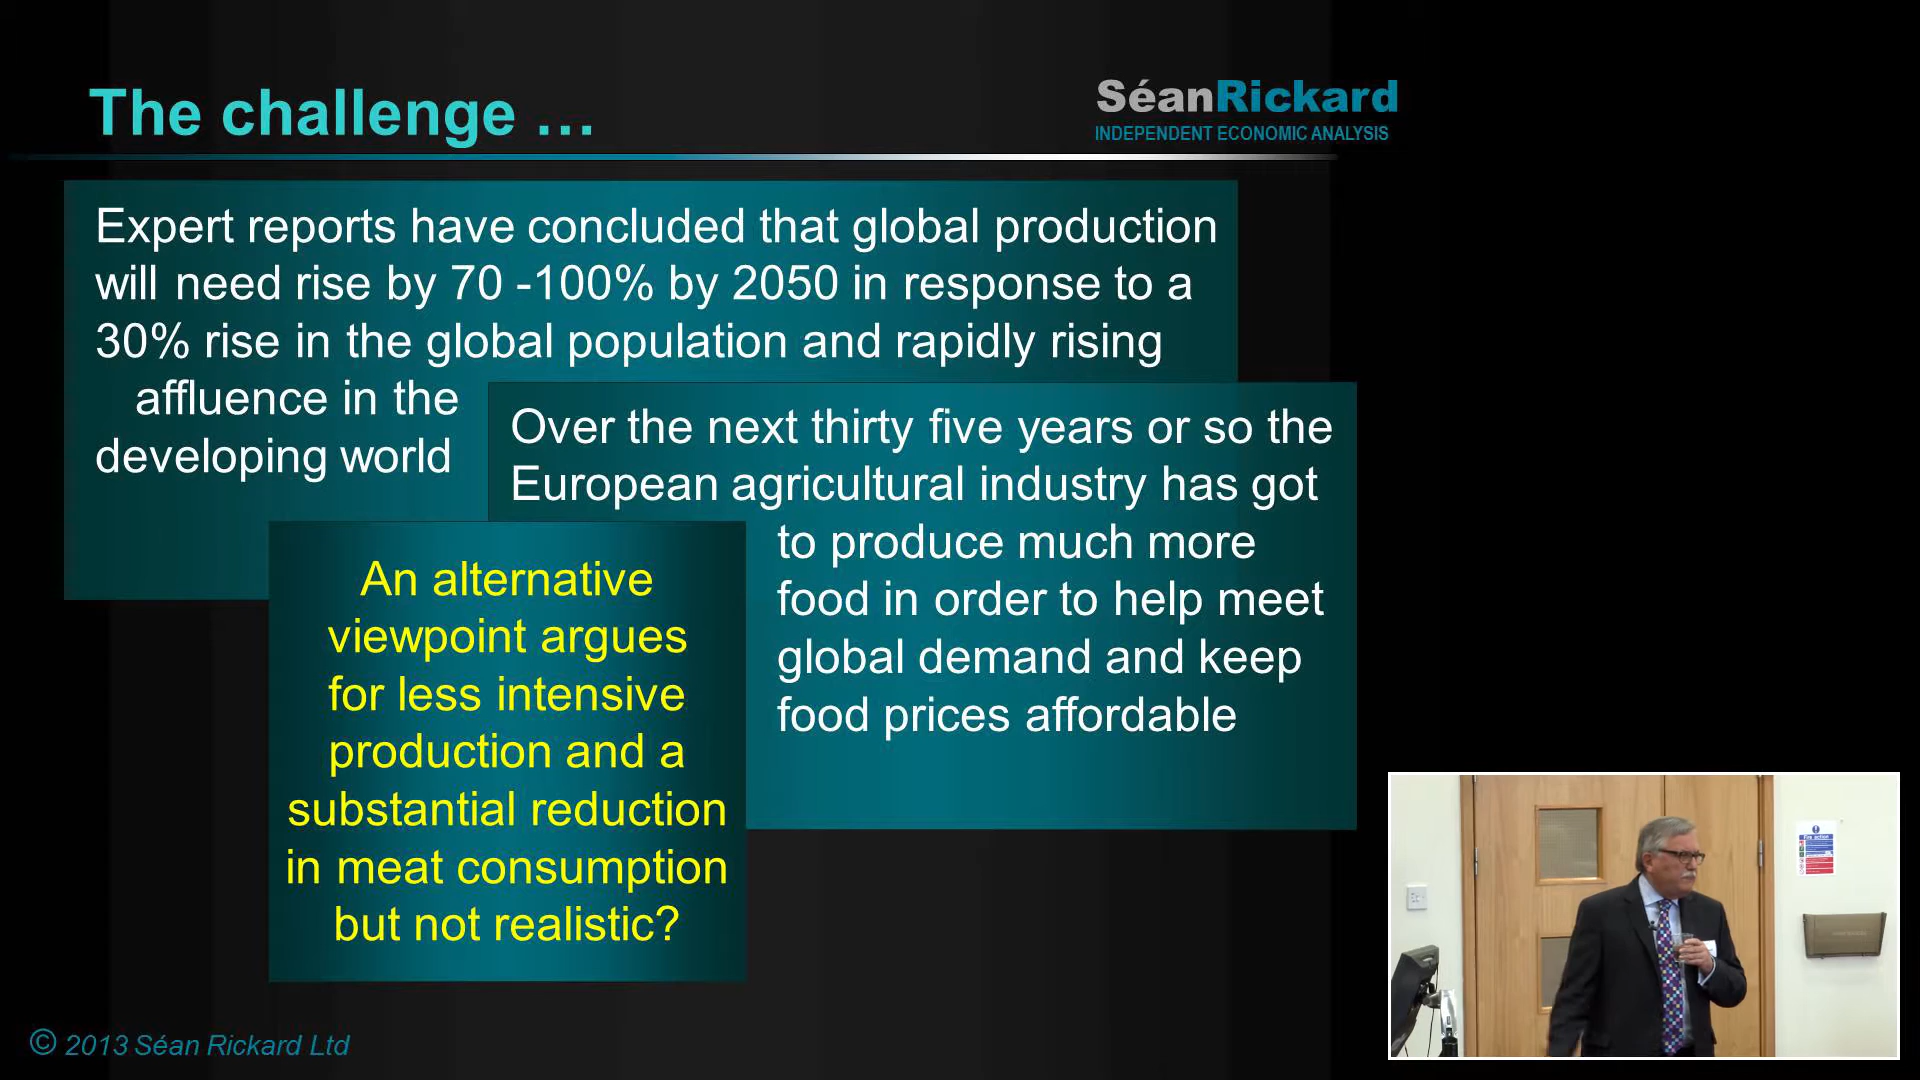 The challenge …
SéanRickard
INDEPENDENT ECONOMIC ANALYSIS
Expert reports have concluded that global production
will need rise by 70 -100% by 2050 in response to a
30% rise in the global population and rapidly rising
affluence in the
developing world
Over the next thirty five years or so the
European agricultural industry has got
to produce much more
food in order to help meet
global demand and keep
food prices affordable
An alternative
viewpoint argues
for less intensive
production and a
substantial reduction
in meat consumption
but not realistic?
© 2013 Séan Rickard Ltd
Fire action